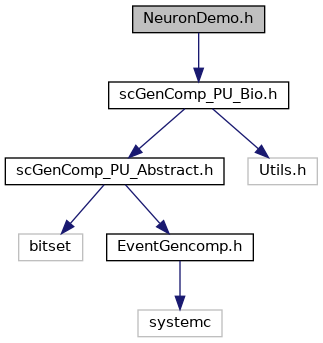 NeuronDemo.h
scGenComp_PU_Bio.h
scGenComp_PU_Abstract.h
Utils.h
bitset
EventGencomp.h
systemc